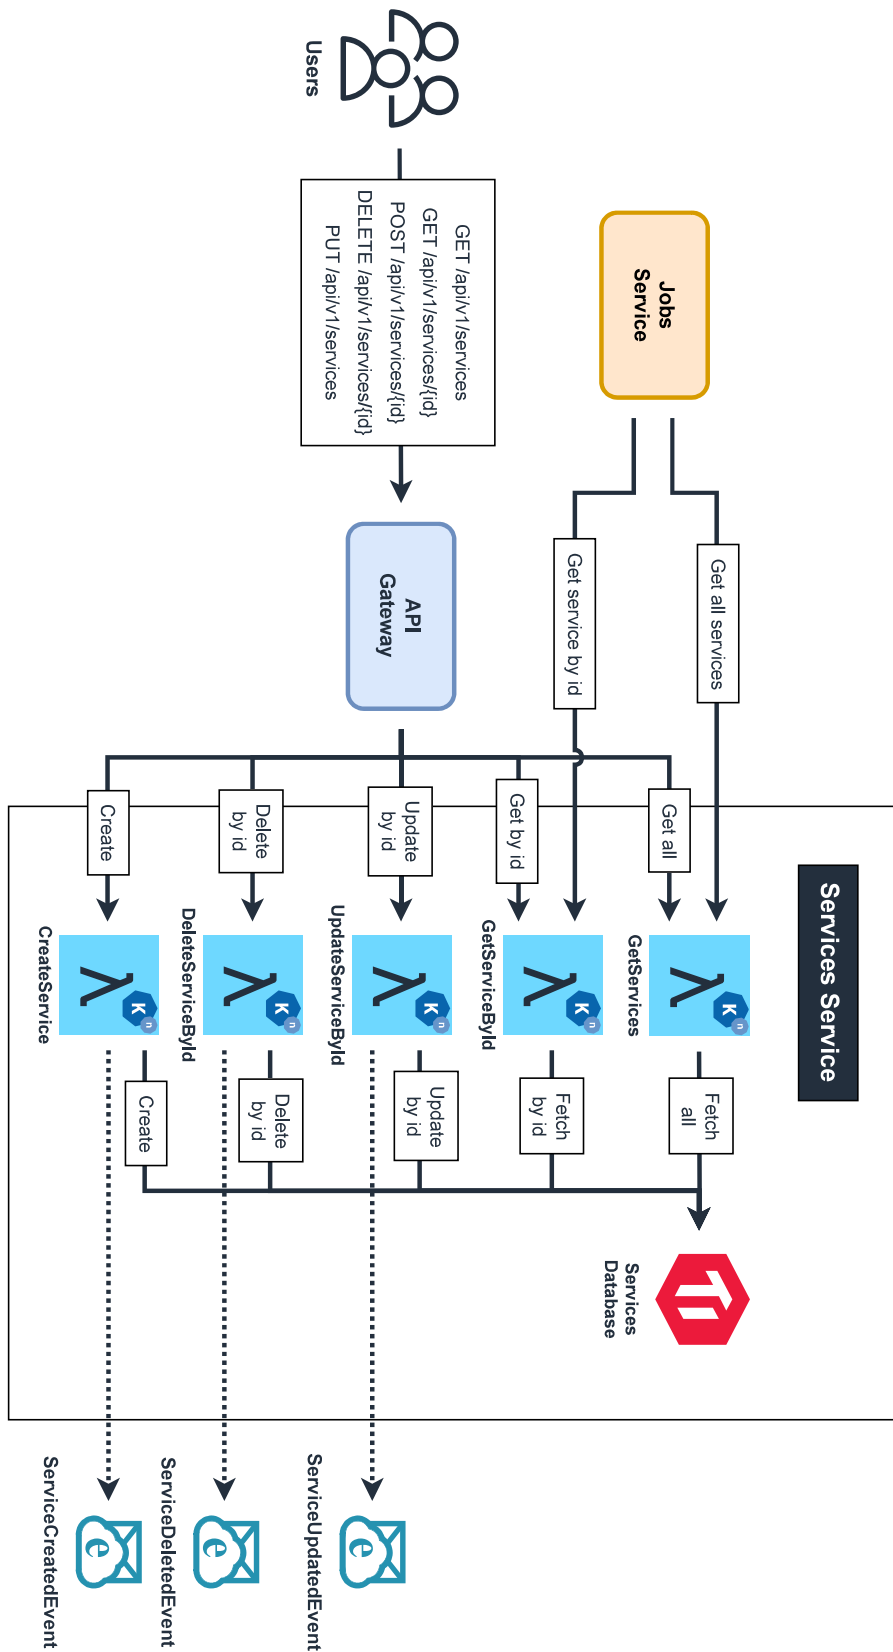 Services Service
Jobs
Service
Get all services
Get service by id
Users
GET /api/v1/services
GET /api/v1/services/{id}
POST /api/v1/services/{id}
DELETE /api/v1/services/{id}
PUT /api/v1/services
API
Gateway
Get all
Get by id
Update
by id
Delete
by id
Create
GetServices
GetServiceById
UpdateServiceById
DeleteServiceById
CreateService
K
n
K
n
K
n
K
n
K
n
Fetch
all
Fetch
by id
Update
by id
Delete
by id
Create
Services
Database
e
ServiceUpdatedEvent
e
ServiceDeletedEvent
e
ServiceCreatedEvent